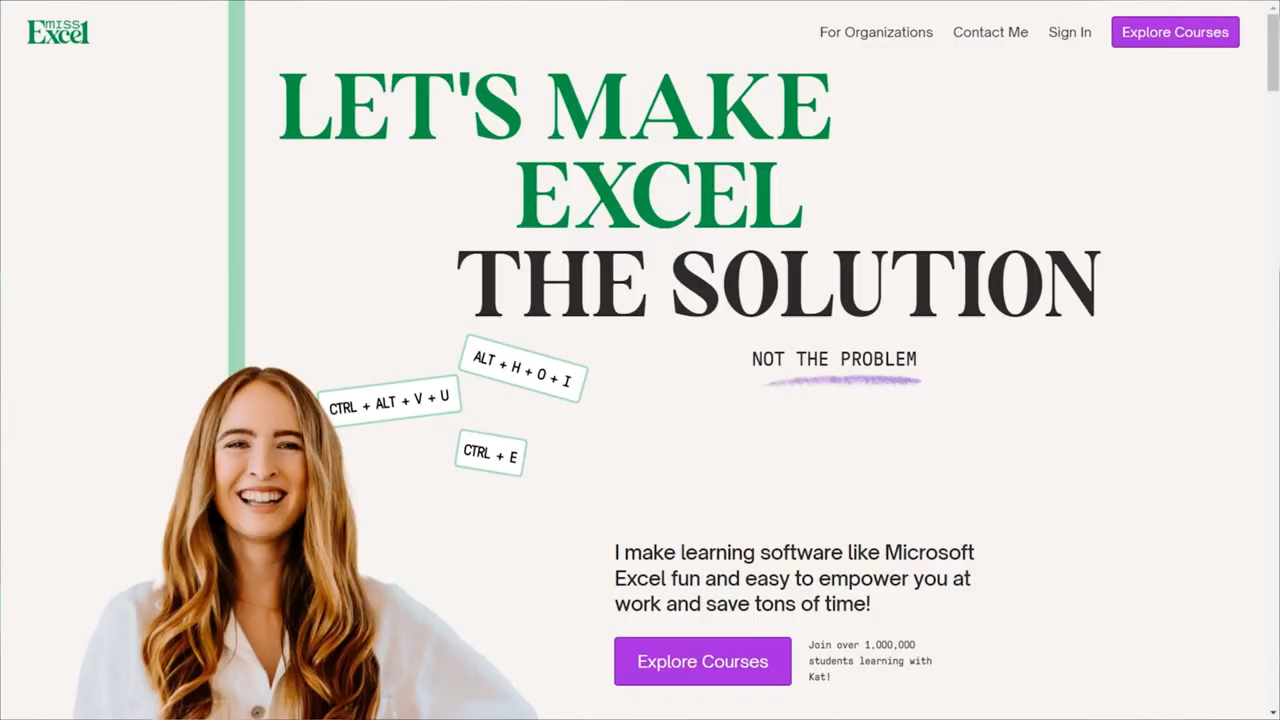 MISS
Excel
For Organizations
Contact Me
Sign In
Explore Courses
LET'S MAKE
EXCEL
THE SOLUTION
NOT THE PROBLEM
ALT + H + O + I
CTRL + ALT + V + U
CTRL + E
I make learning software like Microsoft
Excel fun and easy to empower you at
work and save tons of time!
Explore Courses
Join over 1,000,000
students learning with
Kat!